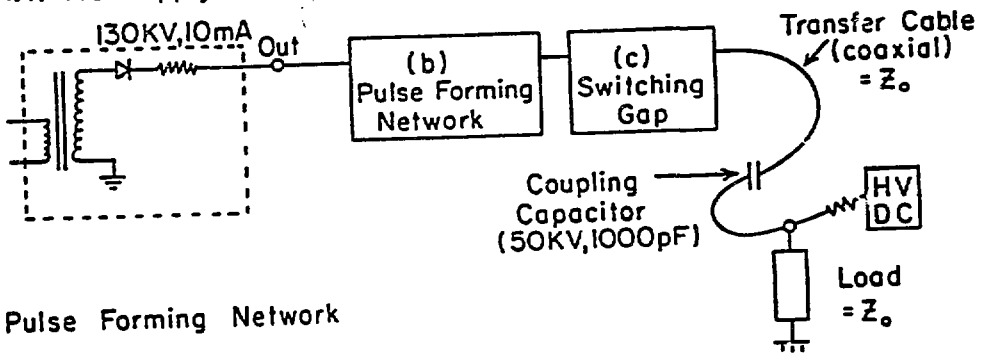 130KV,10mA
Out
(b)
Pulse Forming
Network
(c)
Switching
Gap
Transfer Cable
(coaxial)
= Z₀
Coupling
Capacitor
(50KV,1000pF)
HV
DC
Load
= Z₀
Pulse Forming Network